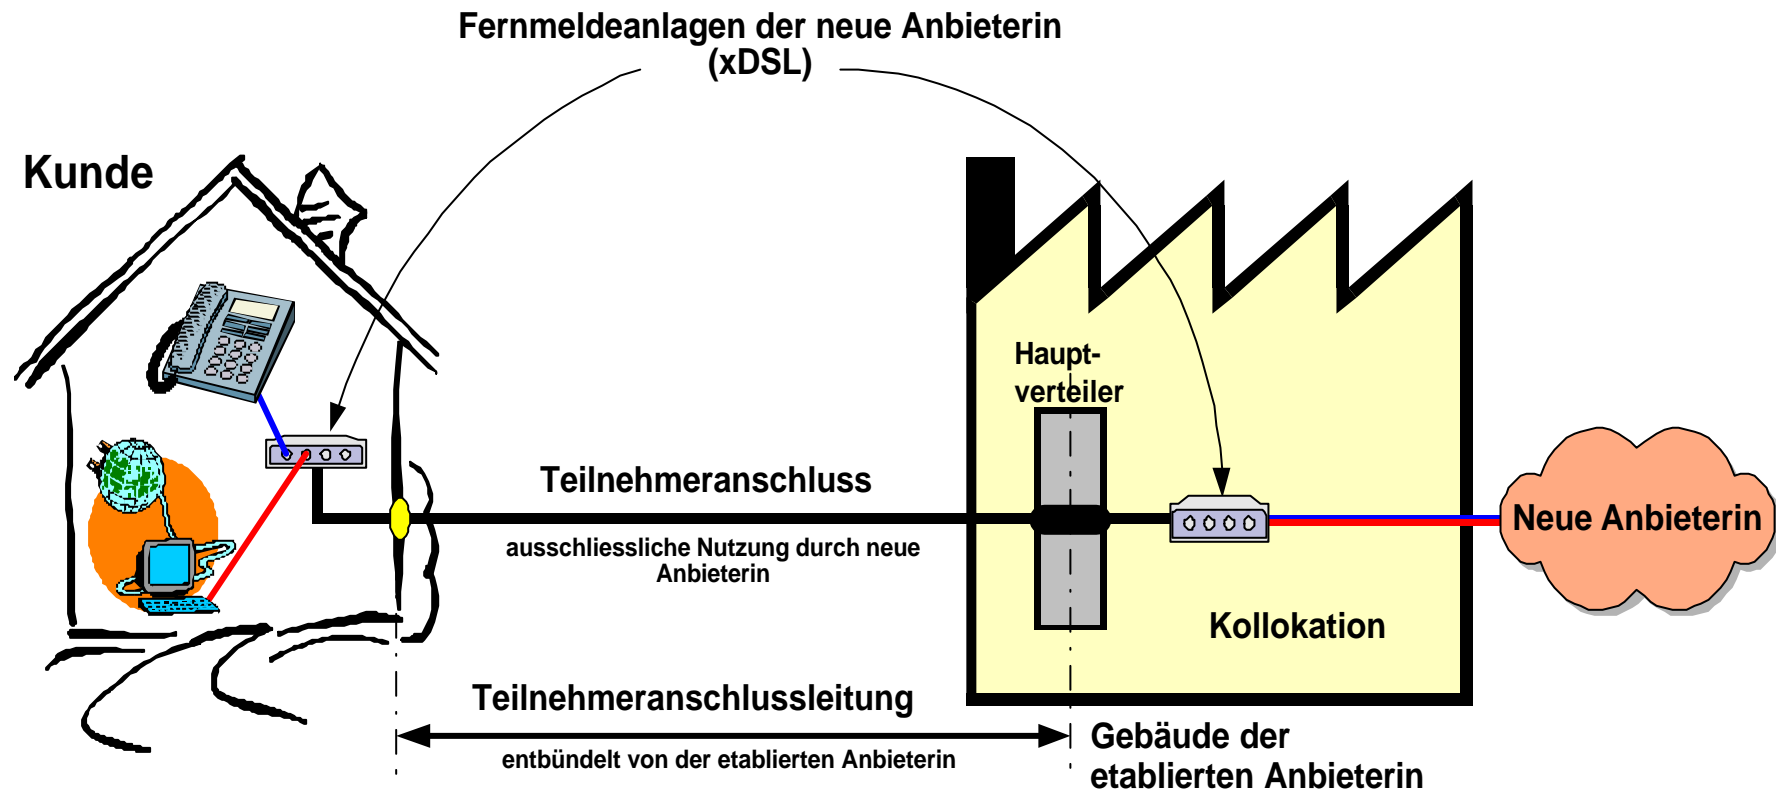 Fernmeldeanlagen der neue Anbieterin
(xDSL)
Kunde
Haupt-
verteiler
Teilnehmeranschluss
ausschliessliche Nutzung durch neue
Anbieterin
Neue Anbieterin
Kollokation
Teilnehmeranschlussleitung
entbündelt von der etablierten Anbieterin
Gebäude der
etablierten Anbieterin